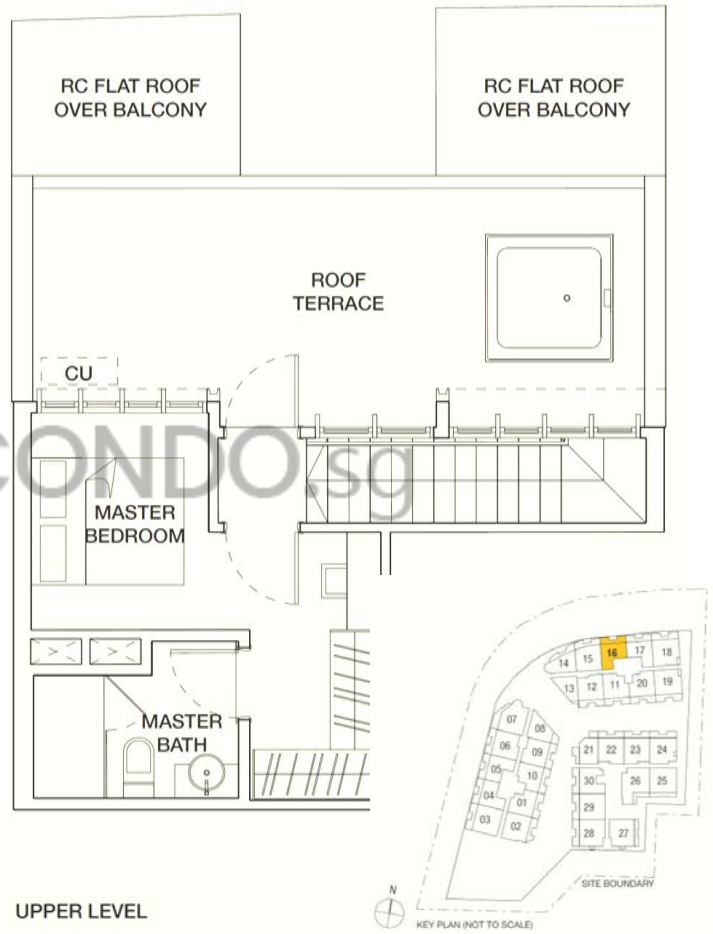 RC FLAT ROOF
OVER BALCONY
RC FLAT ROOF
OVER BALCONY
ROOF
TERRACE
CU
CONDO.sg
MASTER
BEDROOM
MASTER
BATH
UPPER LEVEL
14 15 16 17 18
13 12 11 20 19
07 08
06 09
05 10
04 01
03 02
21 22 23 24
30 26 25
29
28 27
SITE BOUNDARY
N
KEY PLAN (NOT TO SCALE)